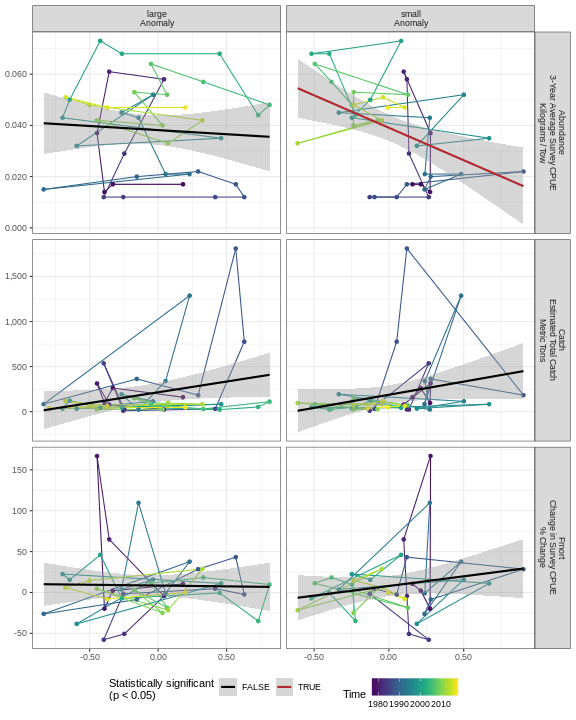 large
Anomaly
small
Anomaly
0.060
0.040
0.020
0.000
Abundance
3-Year Average Survey CPUE
Kilograms / Tow
1,500
1,000
500
0
Catch
Estimated Total Catch
Metric Tons
150
100
50
0
-50
Fmort
Change in Survey CPUE
% Change
-0.50
0.00
0.50
-0.50
0.00
0.50
Statistically significant
(p < 0.05)
FALSE
TRUE
Time
1980 1990 2000 2010